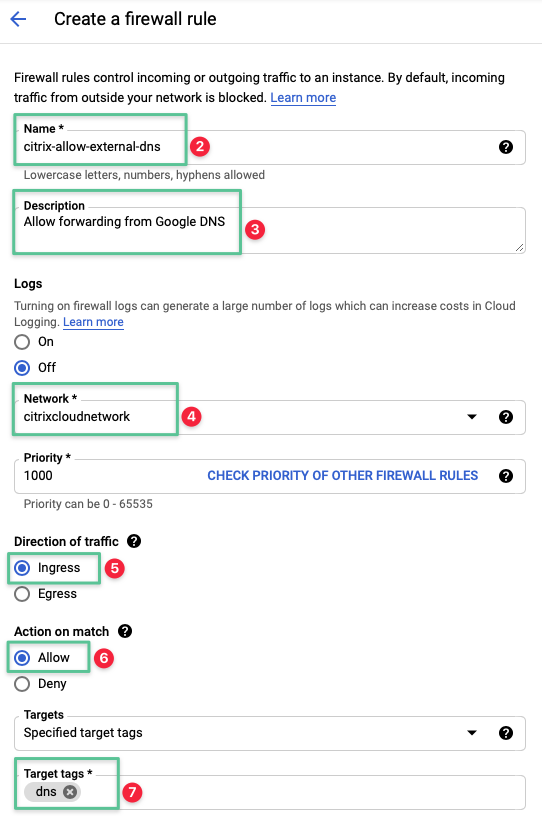 Create a firewall rule
Firewall rules control incoming or outgoing traffic to an instance. By default, incoming
traffic from outside your network is blocked. Learn more
Name *
citrix-allow-external-dns
2
Lowercase letters, numbers, hyphens allowed
Description
Allow forwarding from Google DNS
3
Logs
Turning on firewall logs can generate a large number of logs which can increase costs in Cloud
Logging. Learn more
On
Off
Network *
citrixcloudnetwork
4
Priority *
1000 CHECK PRIORITY OF OTHER FIREWALL RULES
Priority can be 0 - 65535
Direction of traffic
Ingress
5
Egress
Action on match
Allow
6
Deny
Targets
Specified target tags
Target tags *
dns
7